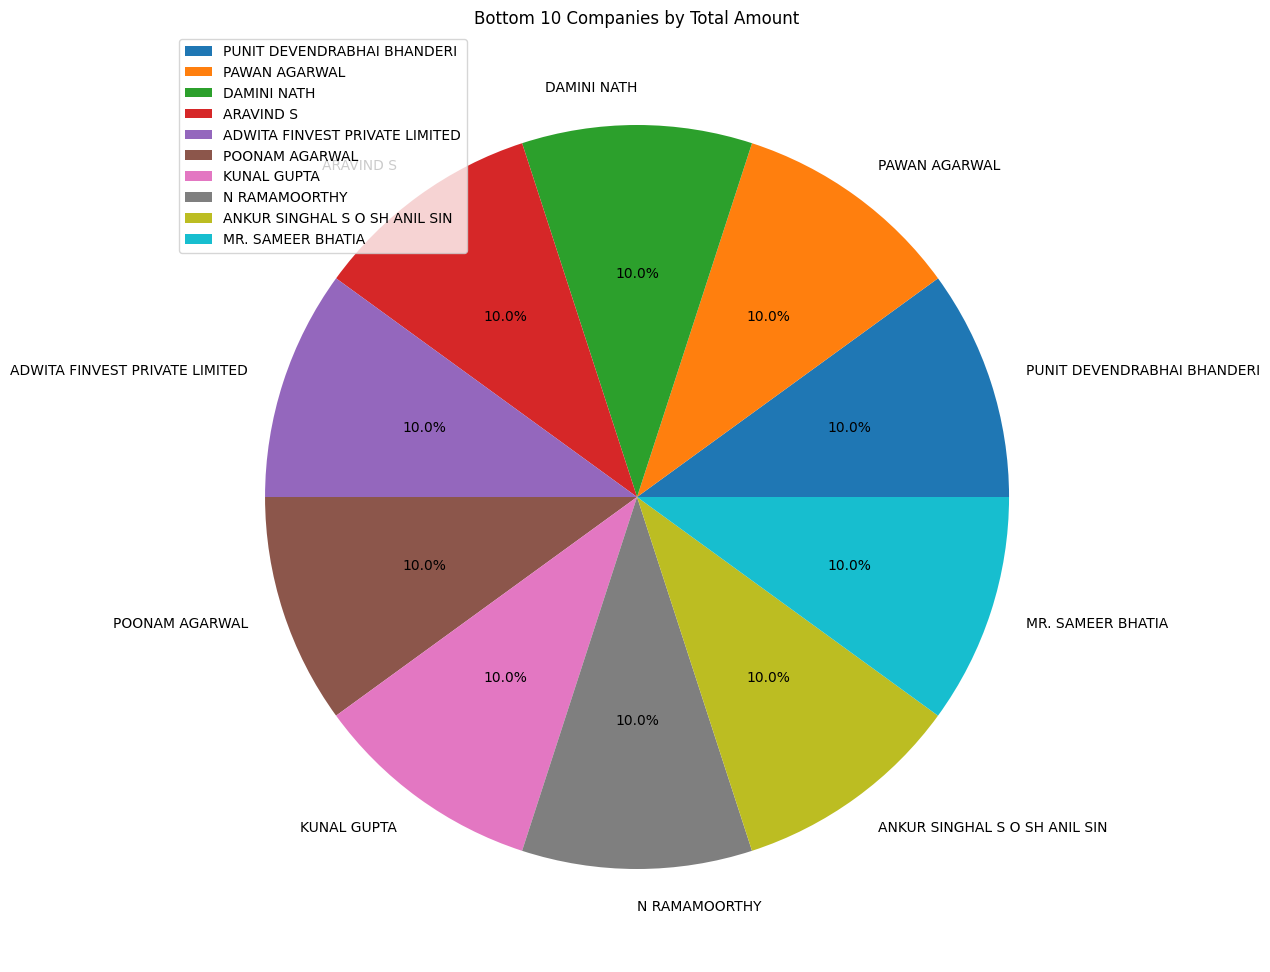 Bottom 10 Companies by Total Amount
PUNIT DEVENDRABHAI BHANDERI
PAWAN AGARWAL
DAMINI NATH
ARAVIND S
ADWITA FINVEST PRIVATE LIMITED
POONAM AGARWAL
KUNAL GUPTA
N RAMAMOORTHY
ANKUR SINGHAL S O SH ANIL SIN
MR. SAMEER BHATIA
DAMINI NATH
ARAVIND S
PAWAN AGARWAL
10.0%
10.0%
10.0%
ADWITA FINVEST PRIVATE LIMITED
PUNIT DEVENDRABHAI BHANDERI
10.0%
10.0%
10.0%
10.0%
POONAM AGARWAL
MR. SAMEER BHATIA
10.0%
10.0%
10.0%
KUNAL GUPTA
ANKUR SINGHAL S O SH ANIL SIN
N RAMAMOORTHY